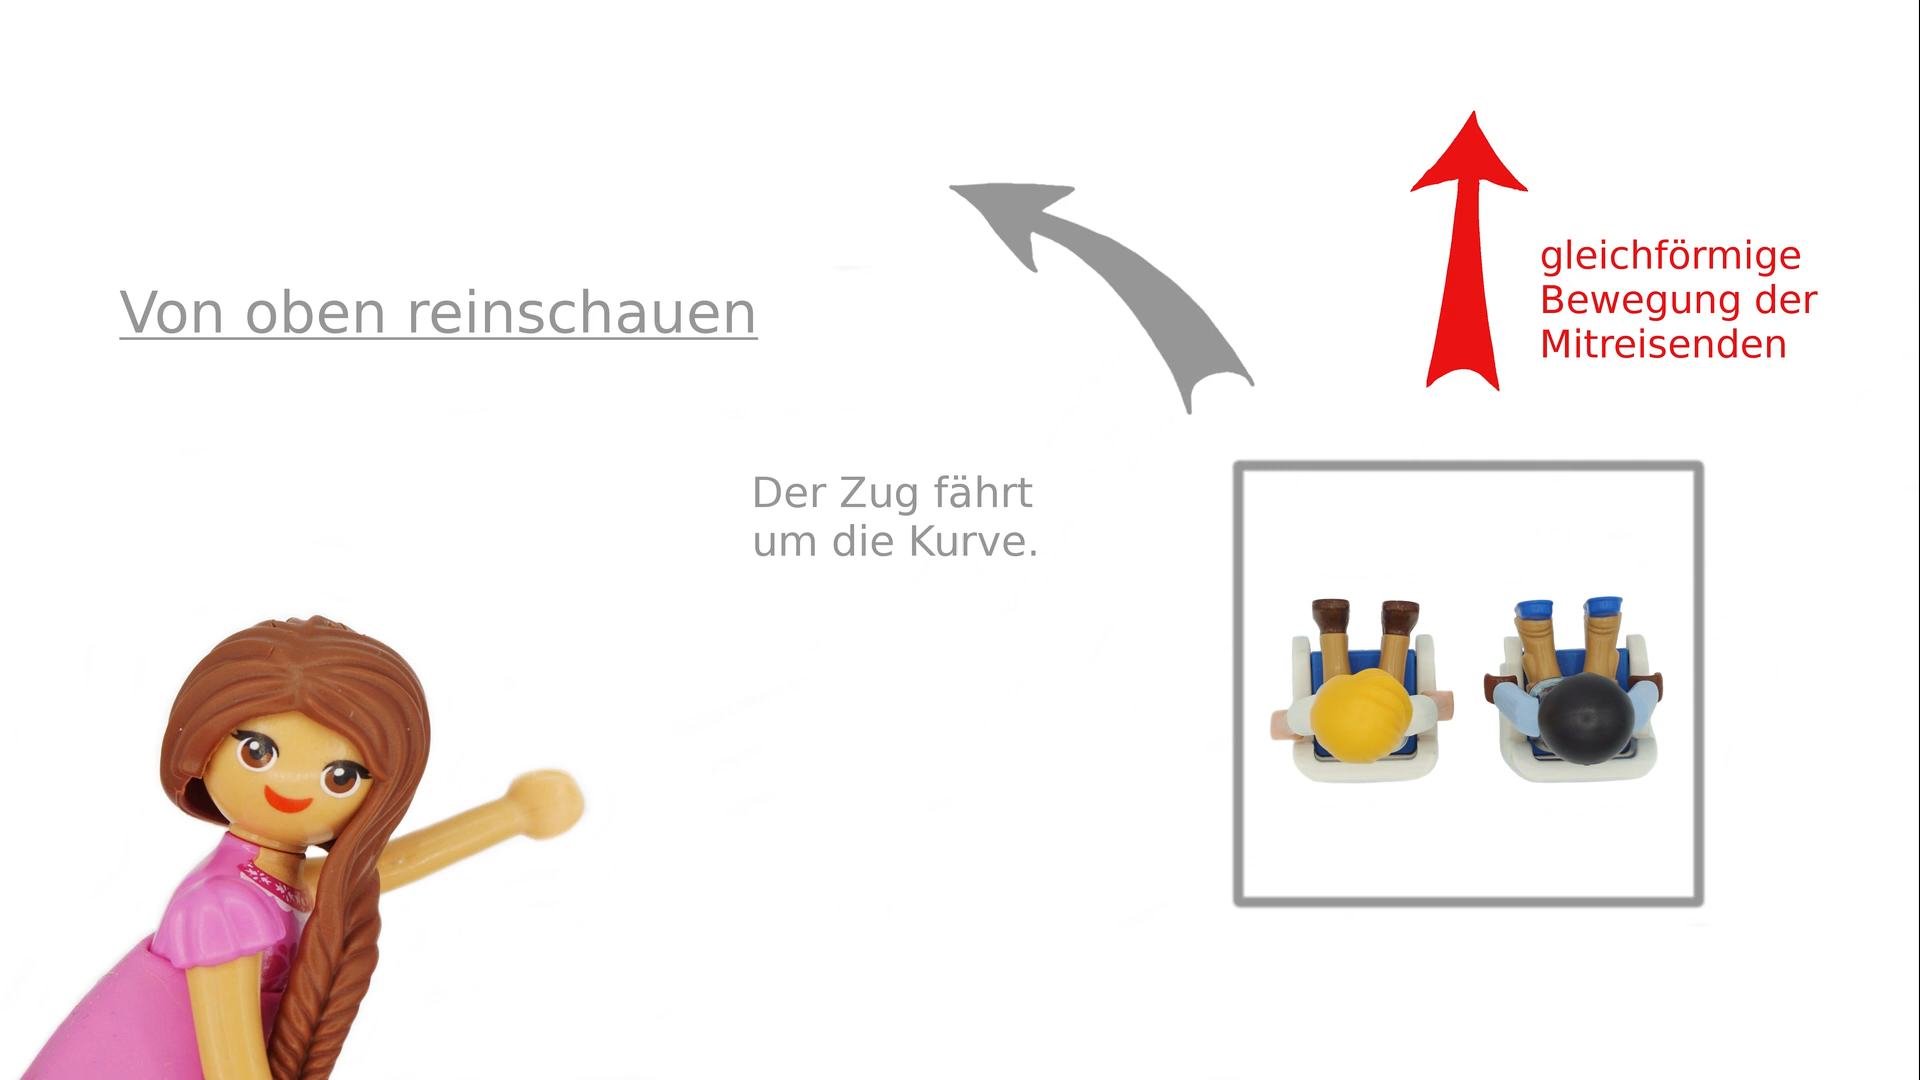 Von oben reinschauen
gleichförmige
Bewegung der
Mitreisenden
Der Zug fährt
um die Kurve.